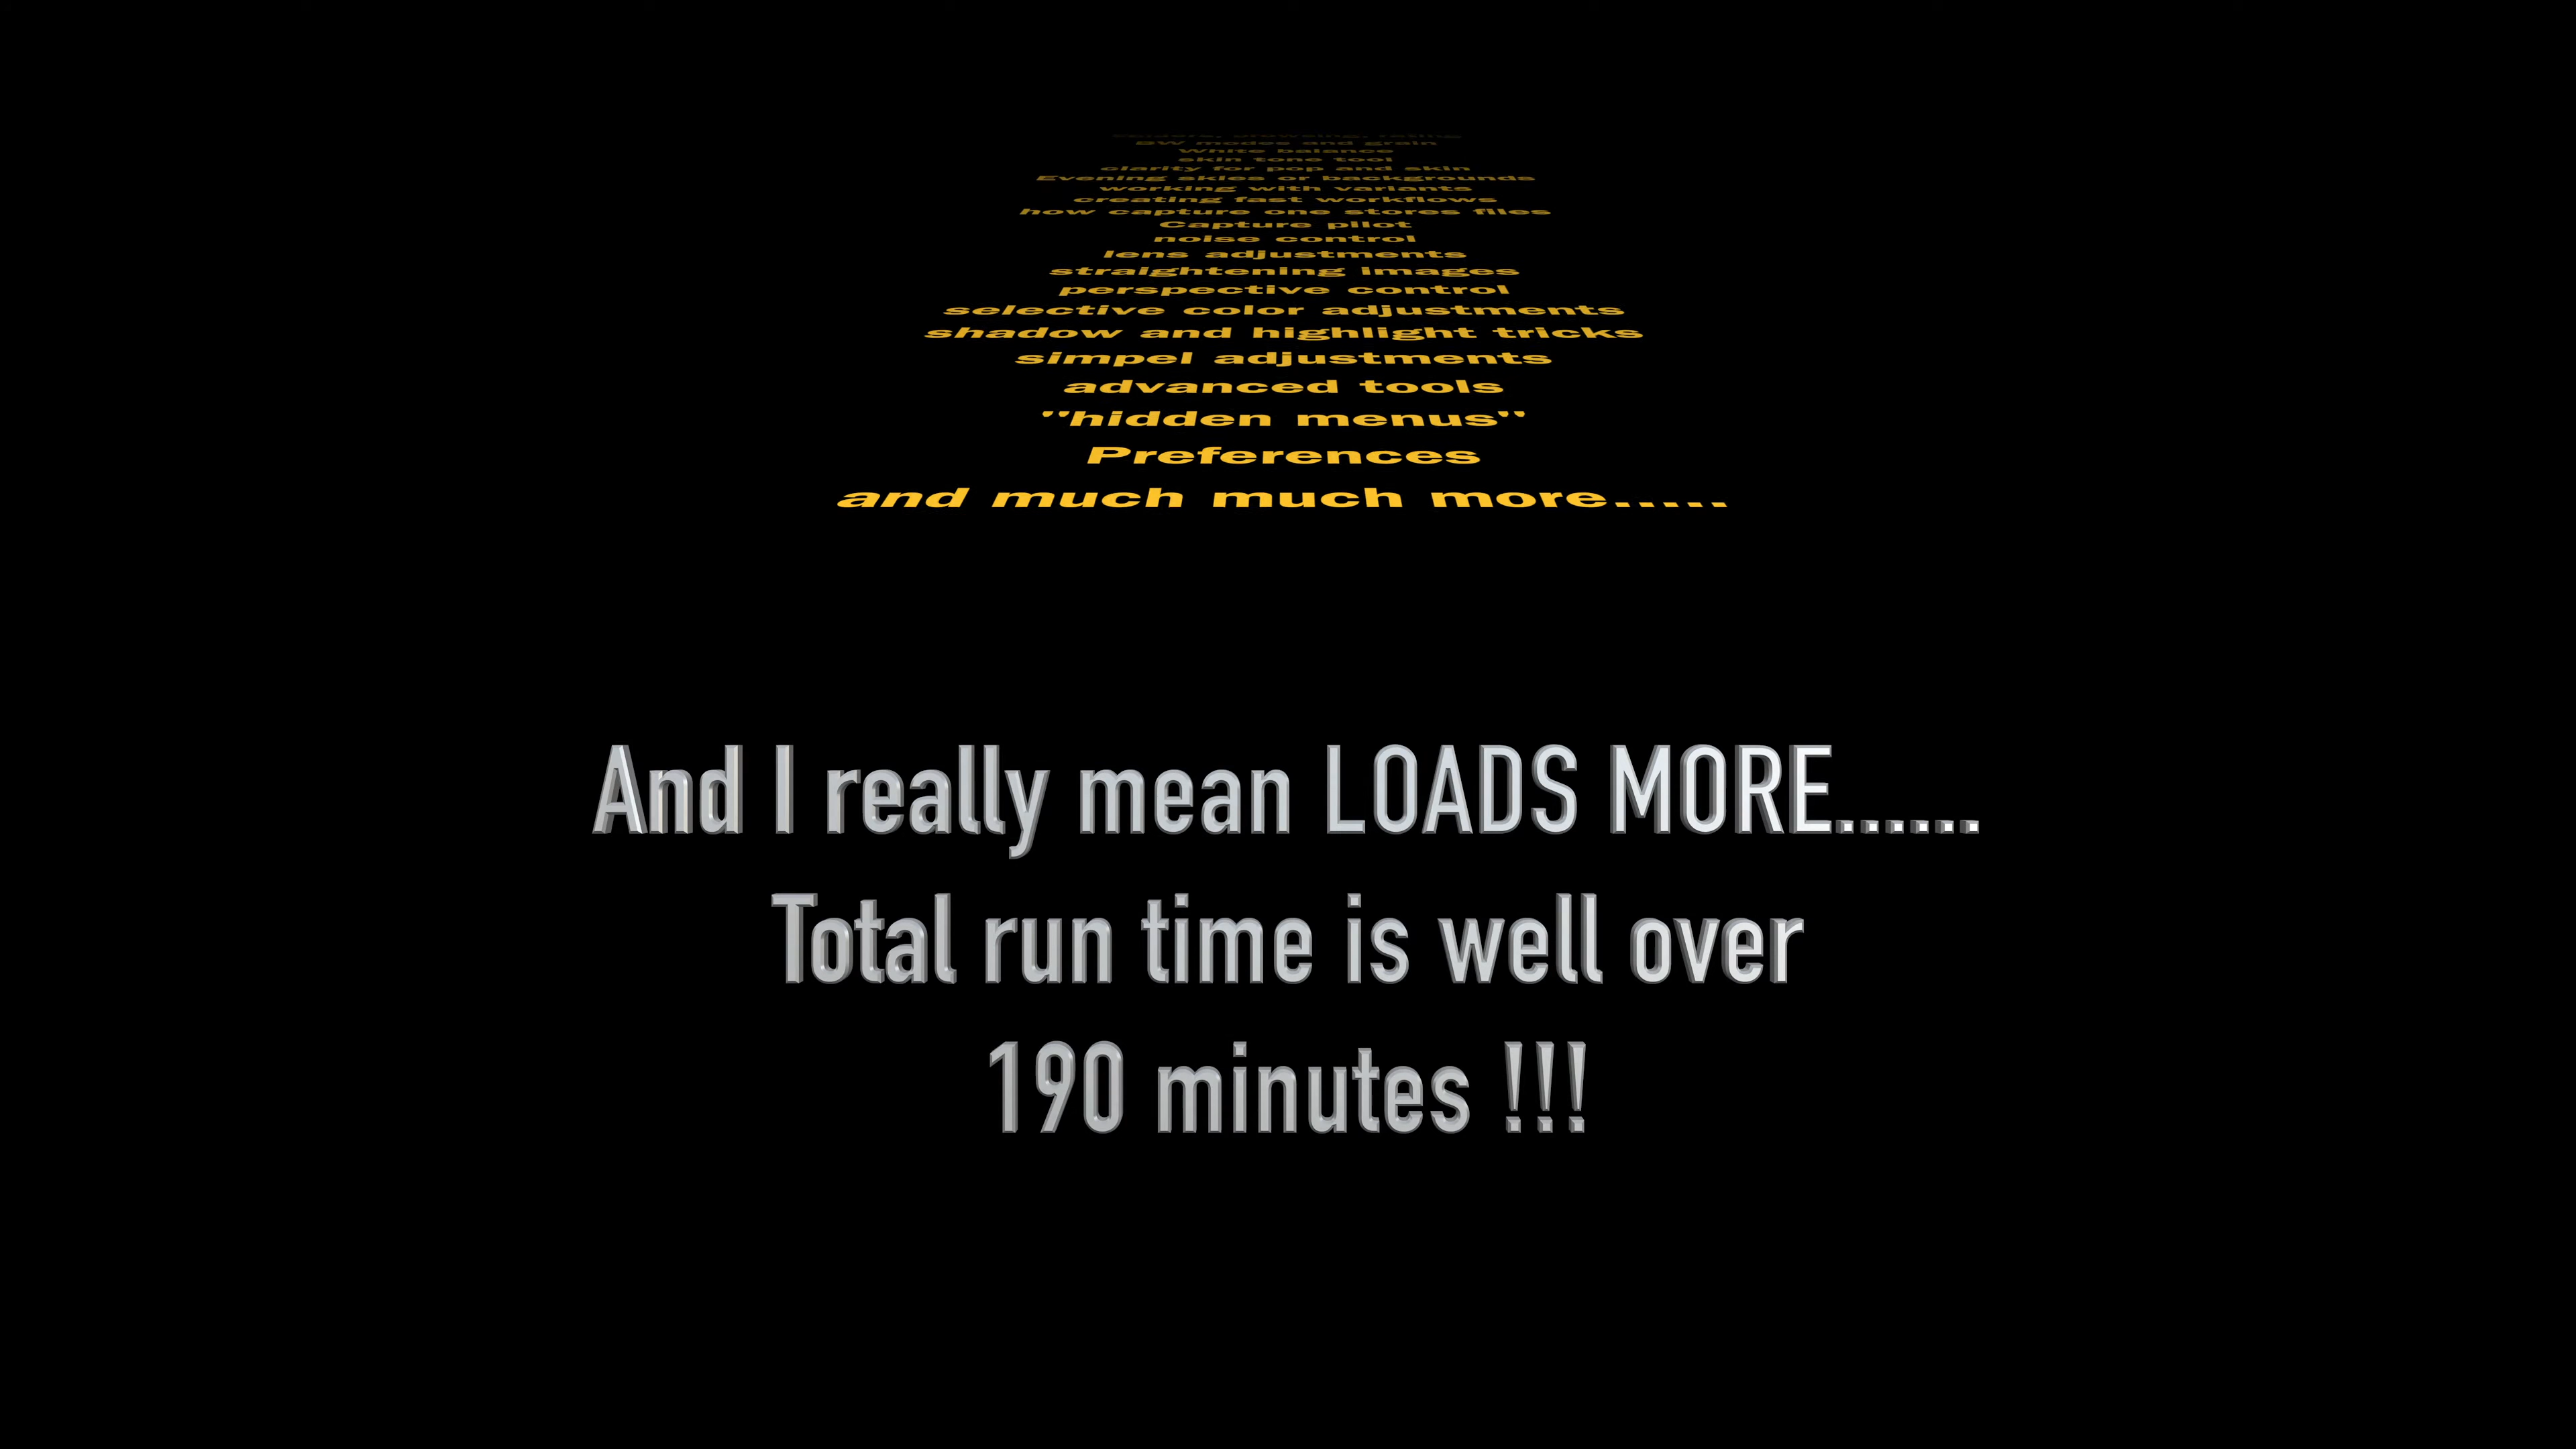 browsing, rating
BW modes and grain
White balance
skin tone tool
clarity for pop and skin
Evening skies or backgrounds
working with variants
creating fast workflows
how capture one stores files
Capture pilot
noise control
lens adjustments
straightening images
perspective control
selective color adjustments
shadow and highlight tricks
simpel adjustments
advanced tools
"hidden menus"
Preferences
and much much more.....
And I really mean LOADS MORE......
Total run time is well over
190 minutes !!!